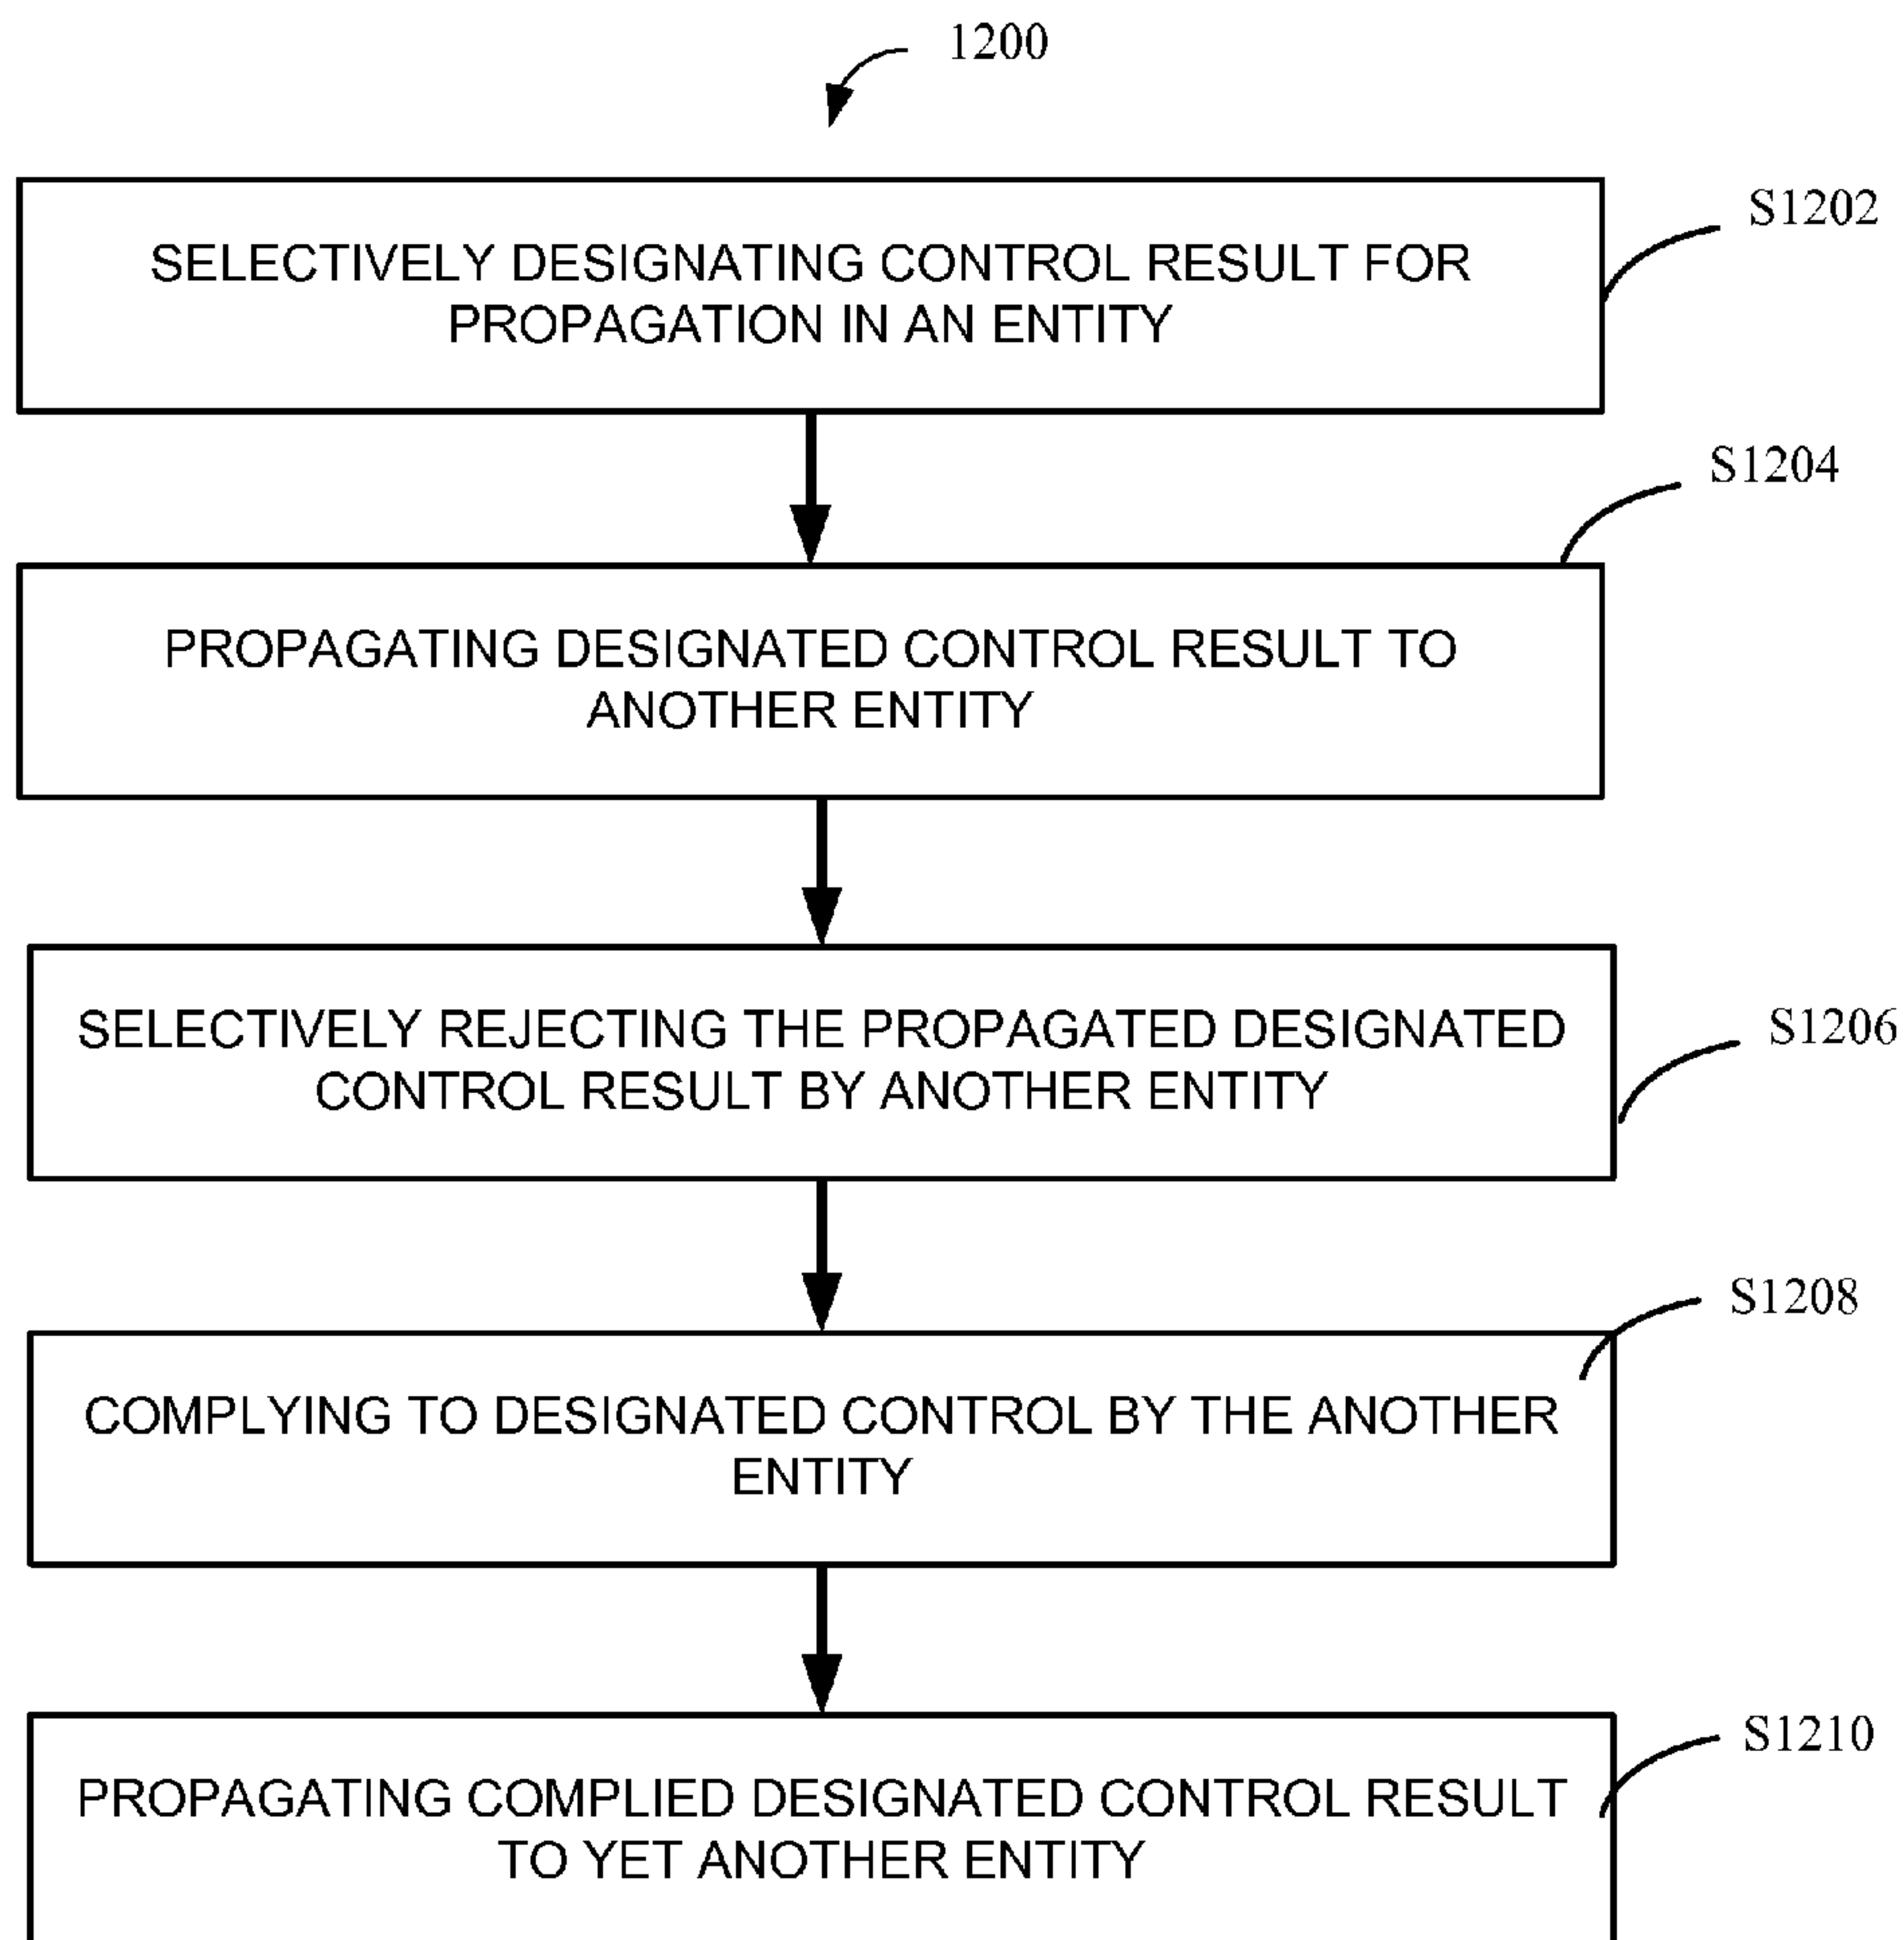 1200
S1202
SELECTIVELY DESIGNATING CONTROL RESULT FOR
PROPAGATION IN AN ENTITY
S1204
PROPAGATING DESIGNATED CONTROL RESULT TO
ANOTHER ENTITY
S1206
SELECTIVELY REJECTING THE PROPAGATED DESIGNATED
CONTROL RESULT BY ANOTHER ENTITY
S1208
COMPLYING TO DESIGNATED CONTROL BY THE ANOTHER
ENTITY
S1210
PROPAGATING COMPLIED DESIGNATED CONTROL RESULT
TO YET ANOTHER ENTITY